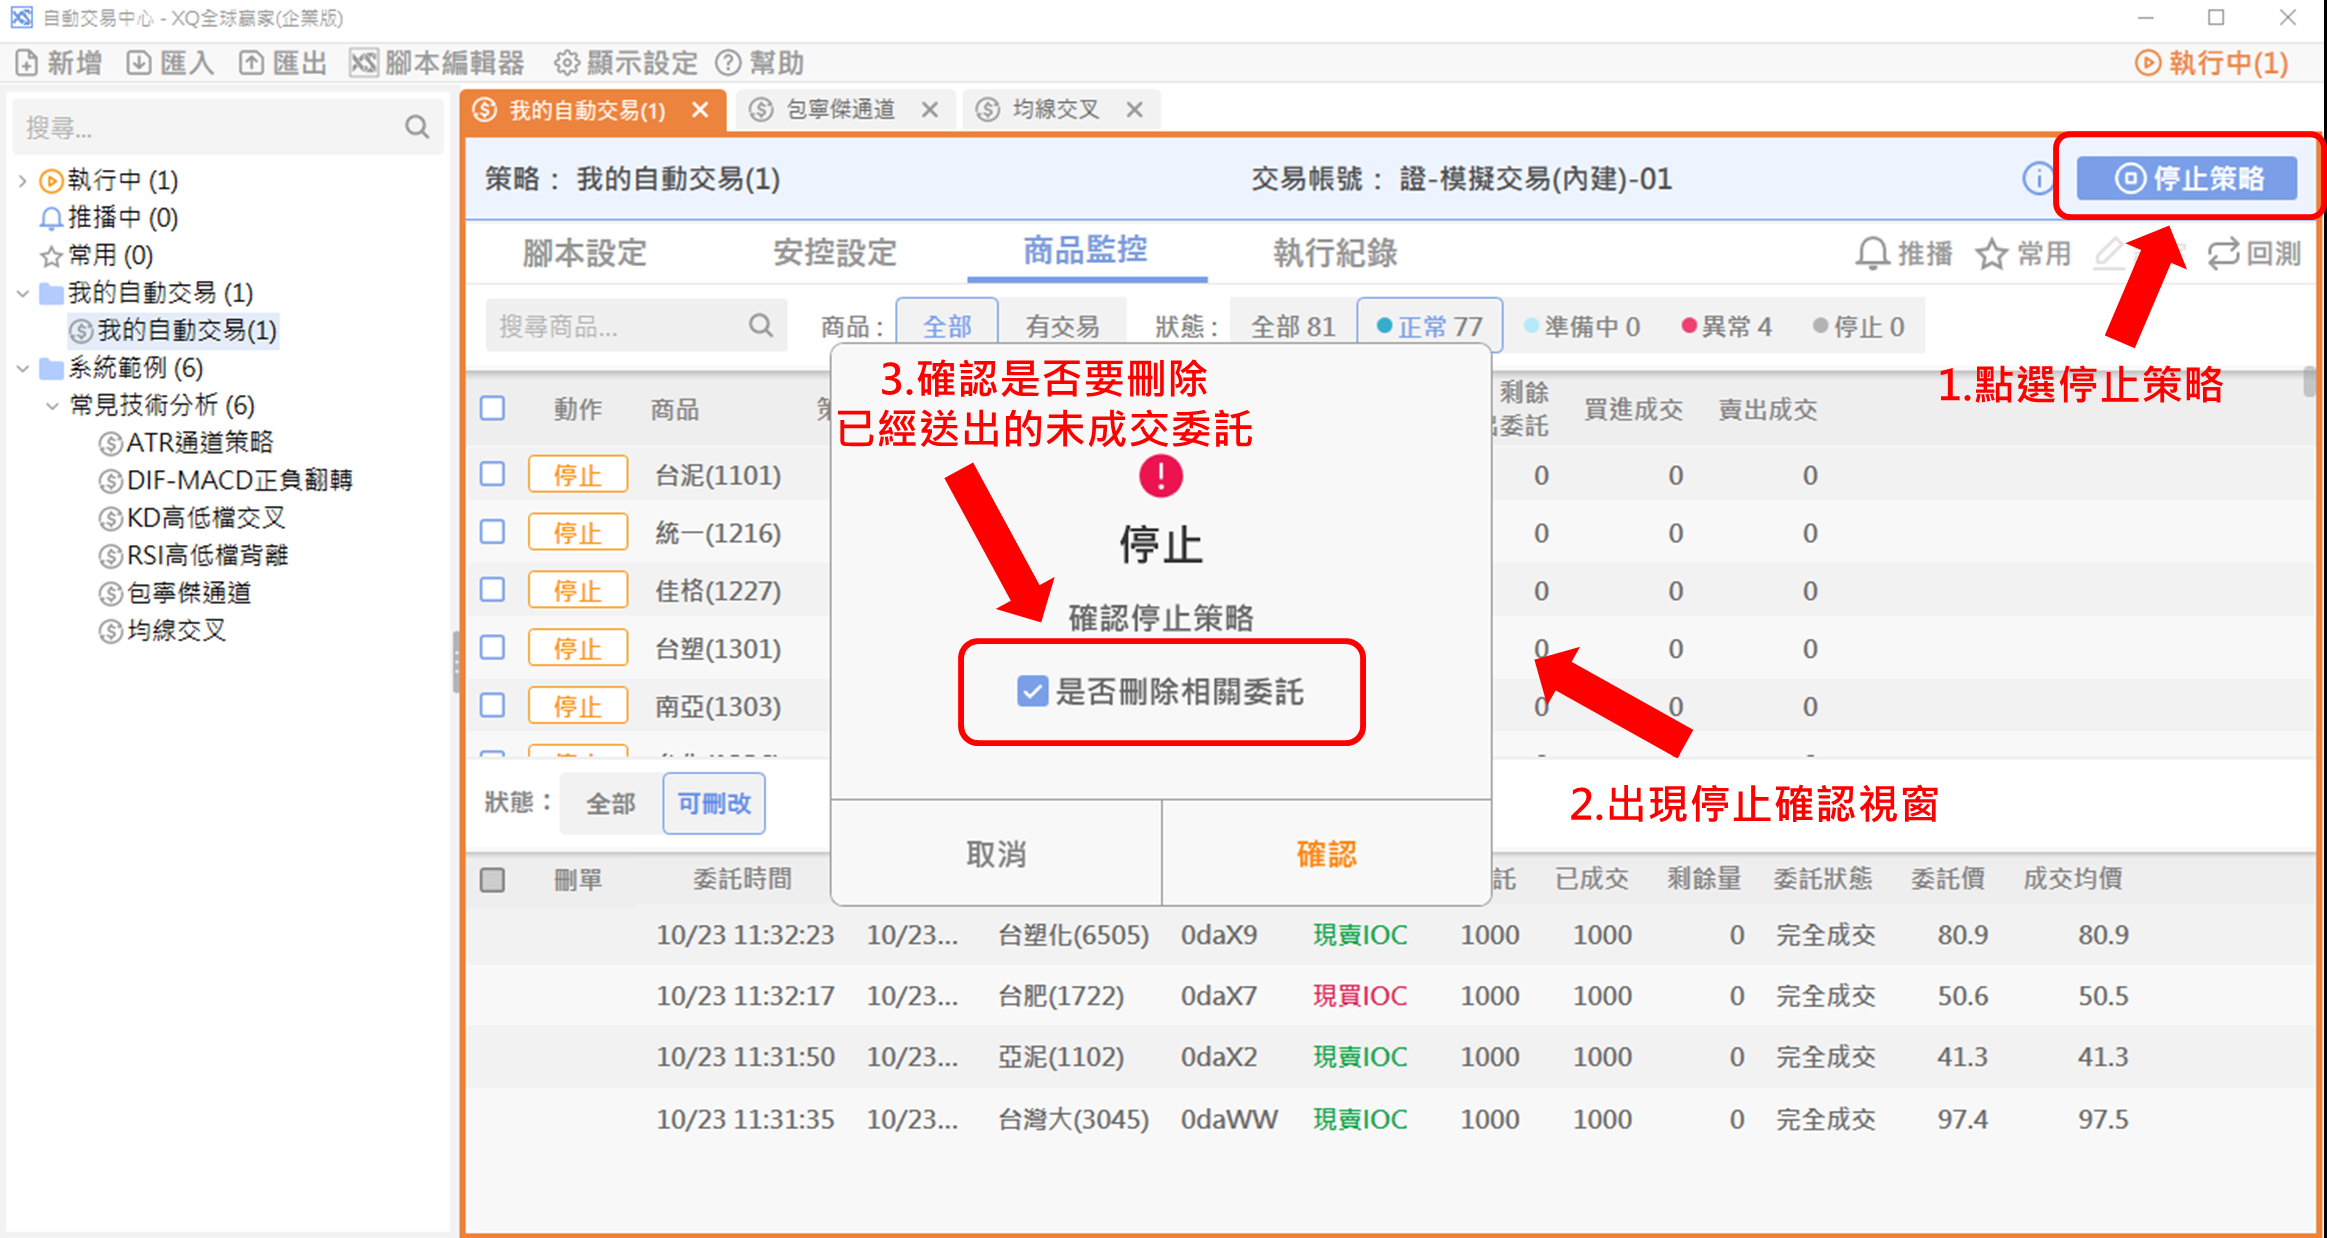 自動交易中心 - XQ全球贏家(企業版)
新增 匯入 匯出 XS 腳本編輯器 顯示設定 幫助 執行中(1)
搜尋...
執行中 (1)
推播中 (0)
常用 (0)
我的自動交易 (1)
我的自動交易(1)
系統範例 (6)
常見技術分析 (6)
ATR通道策略
DIF-MACD正負翻轉
KD高低檔交叉
RSI高低檔背離
包寧傑通道
均線交叉
我的自動交易(1) 包寧傑通道 均線交叉
策略： 我的自動交易(1) 交易帳號： 證-模擬交易(內建)-01 停止策略
腳本設定 安控設定 商品監控 執行紀錄 推播 常用 回測
搜尋商品... 商品： 全部 有交易 狀態： 全部 81 正常 77 準備中 0 異常 4 停止 0
1.點選停止策略
動作 商品 剩餘 買進成交 賣出成交
委託
停止 台泥(1101) 0 0 0
停止 統一(1216) 0 0 0
停止 佳格(1227) 0 0 0
停止 台塑(1301) 0 0 0
停止 南亞(1303) 0 0 0
3.確認是否要刪除
已經送出的未成交委託
停止
確認停止策略
是否刪除相關委託
取消 確認
2.出現停止確認視窗
狀態： 全部 可刪改
刪單 委託時間 託 已成交 剩餘量 委託狀態 委託價 成交均價
10/23 11:32:23 10/23... 台塑化(6505) 0daX9 現賣IOC 1000 1000 0 完全成交 80.9 80.9
10/23 11:32:17 10/23... 台肥(1722) 0daX7 現買IOC 1000 1000 0 完全成交 50.6 50.5
10/23 11:31:50 10/23... 亞泥(1102) 0daX2 現賣IOC 1000 1000 0 完全成交 41.3 41.3
10/23 11:31:35 10/23... 台灣大(3045) 0daWW 現賣IOC 1000 1000 0 完全成交 97.4 97.5